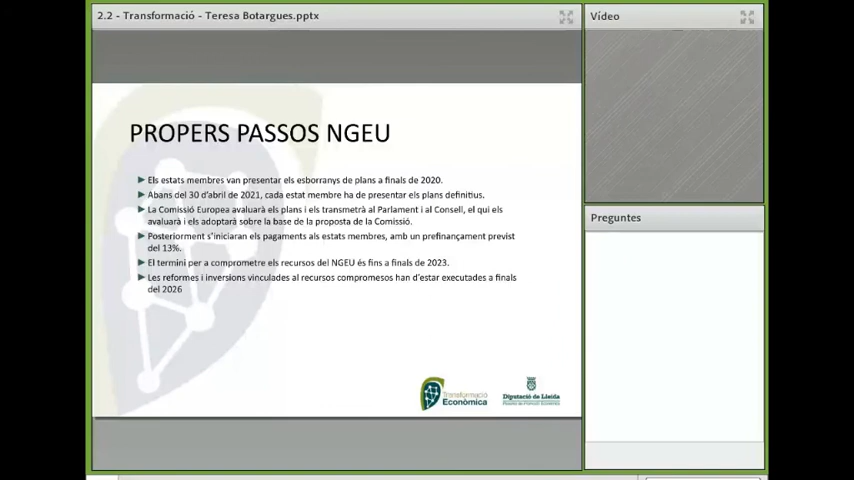 2.2 - Transformació - Teresa Botargues.pptx
Vídeo
PROPERS PASSOS NGEU
Els estats membres van presentar els esborranys de plans a finals de 2020.
Abans del 30 d'abril de 2021, cada estat membre ha de presentar els plans definitius.
La Comissió Europea avaluarà els plans i els transmetrà al Parlament i al Consell, el qui els
avaluarà i els adoptarà sobre la base de la proposta de la Comissió.
Posteriorment s'iniciaran els pagaments als estats membres, amb un prefinançament previst
del 13%.
El termini per a comprometre els recursos del NGEU és fins a finals de 2023.
Les reformes i inversions vinculades al recursos compromesos han d'estar executades a finals
del 2026
Preguntes
Transformació
Econòmica
Diputació de Lleida